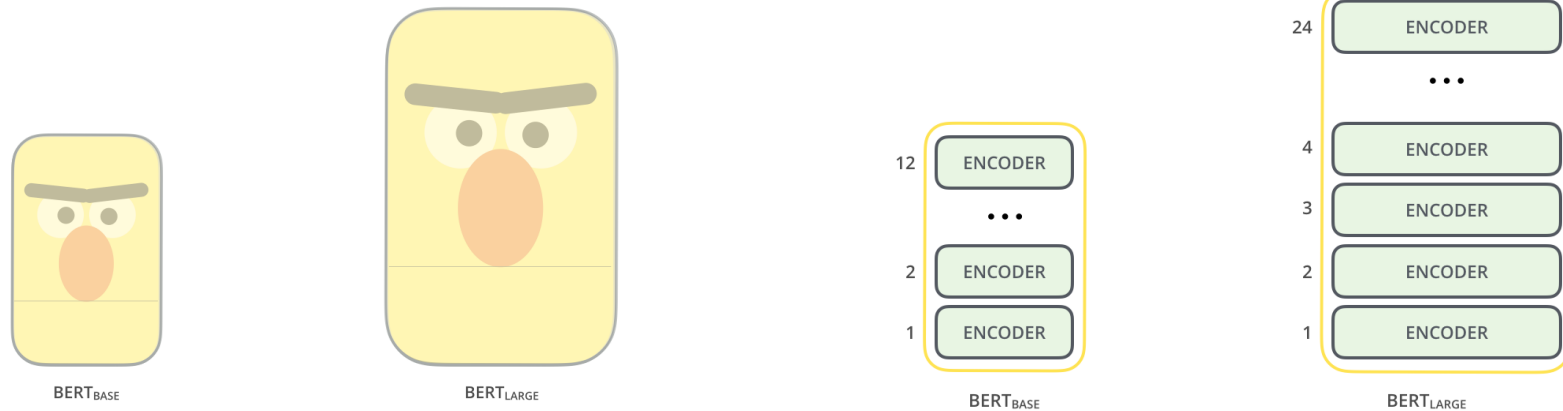 BERTBASE
BERTLARGE
12 ENCODER
...
2 ENCODER
1 ENCODER
BERTBASE
24 ENCODER
...
4 ENCODER
3 ENCODER
2 ENCODER
1 ENCODER
BERTLARGE